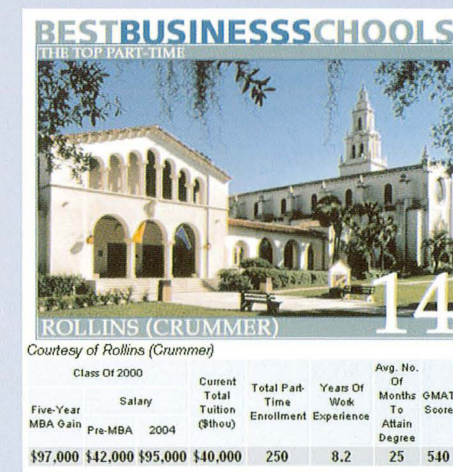 BESTBUSINESSSCHOOLS
THE TOP PART-TIME
14
ROLLINS (CRUMMER)
Courtesy of Rollins (Crummer)
Class Of 2000
Five-Year MBA Gain
Salary
Pre-MBA
2004
Current Total Tuition ($thou)
Total Part-Time Enrollment
Years Of Work Experience
Avg. No. Of Months To Attain Degree
GMAT Score
$97,000 $42,000 $95,000 $40,000 250 8.2 25 540